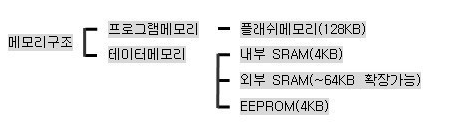 프로그램메모리 플래쉬메모리(128KB)
메모리구조
데이터메모리 내부 SRAM(4KB)
외부 SRAM(~64KB 확장가능)
EEPROM(4KB)